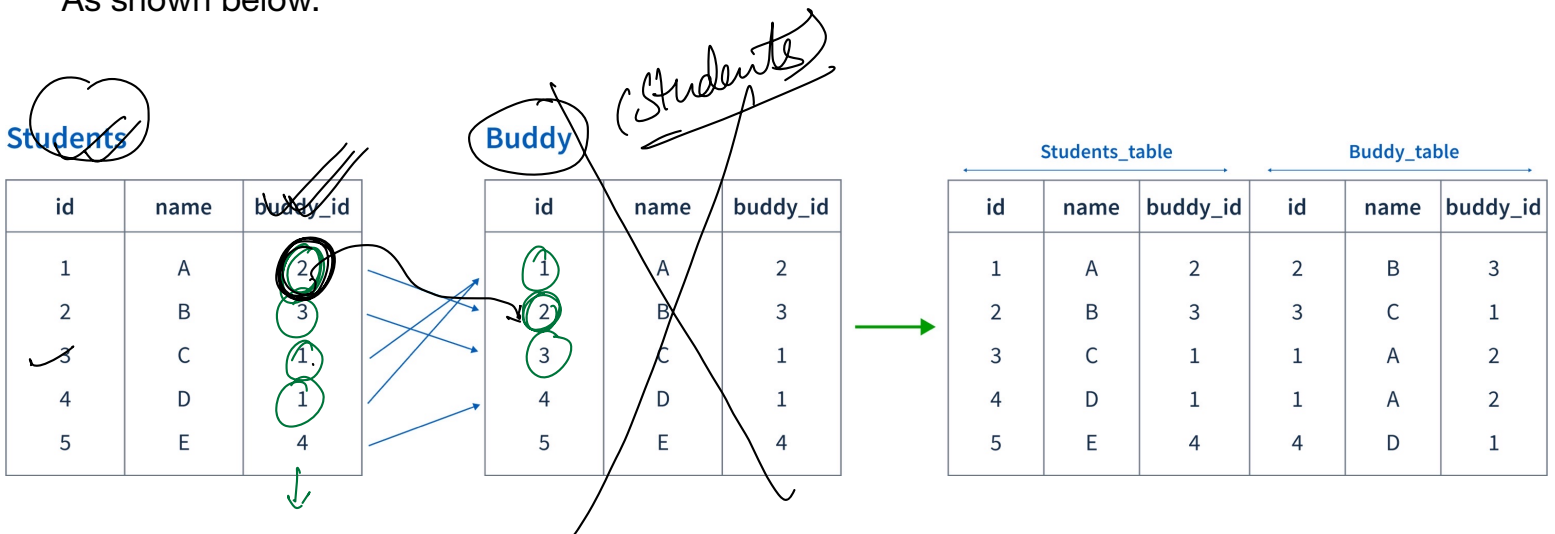 As shown below.
(Students)
Students
Buddy
Students_table Buddy_table
id name buddy_id id name buddy_id id name buddy_id id name buddy_id
1 A 2 1 A 2 1 A 2 2 B 3
2 B 3 2 B 3 2 B 3 3 C 1
3 C 1 3 C 1 3 C 1 1 A 2
4 D 1 4 D 1 4 D 1 1 A 2
5 E 4 5 E 4 5 E 4 4 D 1